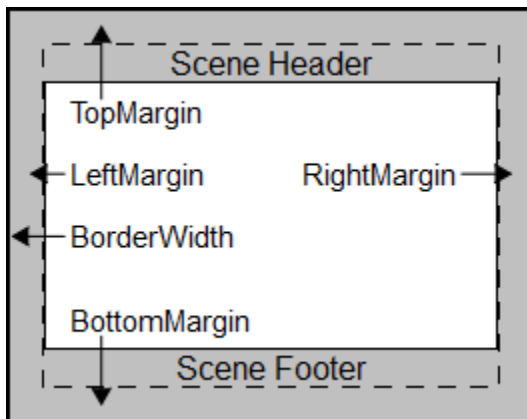 Scene Header
TopMargin
LeftMargin RightMargin
BorderWidth
BottomMargin
Scene Footer